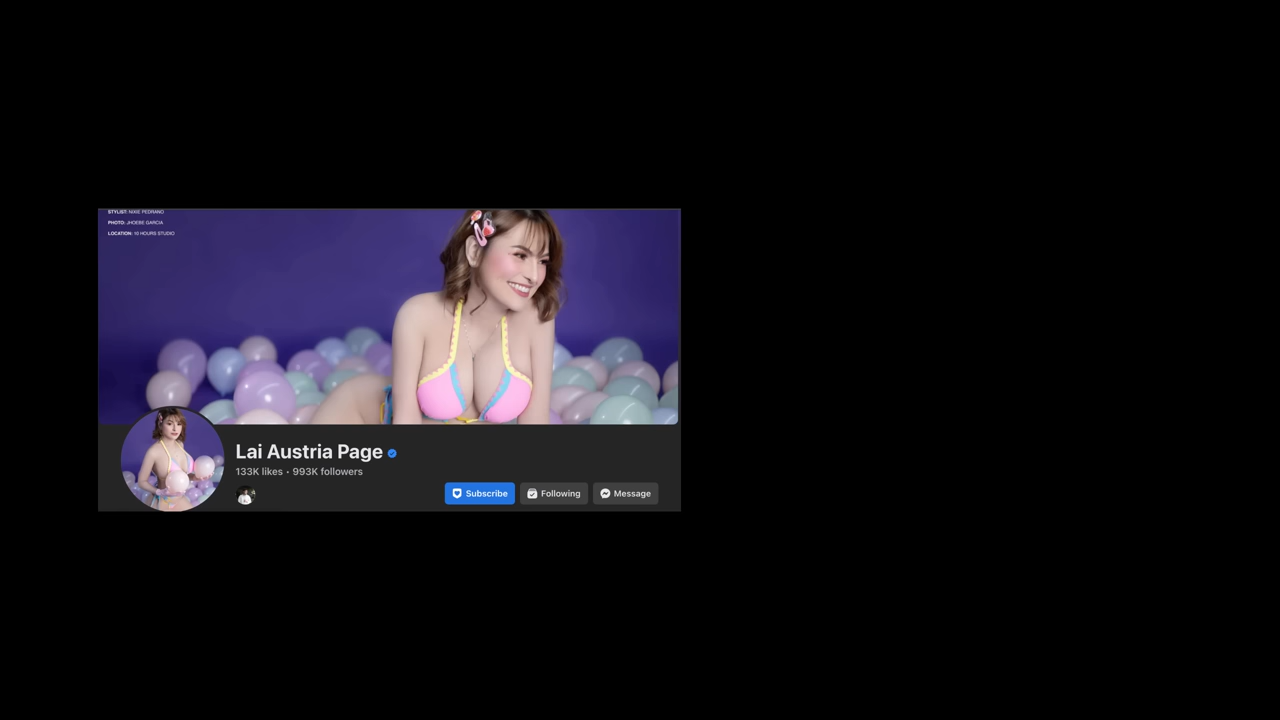 STYLIST: NIXIE PEDRANO
PHOTO: JHOEBE GARCIA
LOCATION: 10 HOURS STUDIO
Lai Austria Page
133K likes • 993K followers
Subscribe
Following
Message